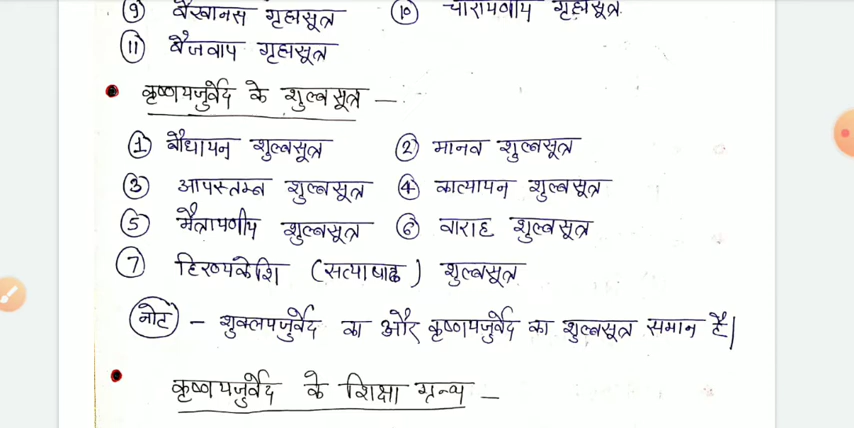 ⑨ वैखानस गृह्यसूत्र ⑩ चारायणीय गृह्यसूत्र
⑪ बैजवाप गृह्यसूत्र
• कृष्णयजुर्वेद के शुल्बसूत्र —
① बौधायन शुल्बसूत्र ② मानव शुल्बसूत्र
③ आपस्तम्ब शुल्बसूत्र ④ कात्यायन शुल्बसूत्र
⑤ मैत्रायणीय शुल्बसूत्र ⑥ वाराह शुल्बसूत्र
⑦ हिरण्यकेशि (सत्याषाढ) शुल्बसूत्र
नोट - शुक्लयजुर्वेद का और कृष्णयजुर्वेद का शुल्बसूत्र समान है।
• कृष्णयजुर्वेद के शिक्षा ग्रन्थ —